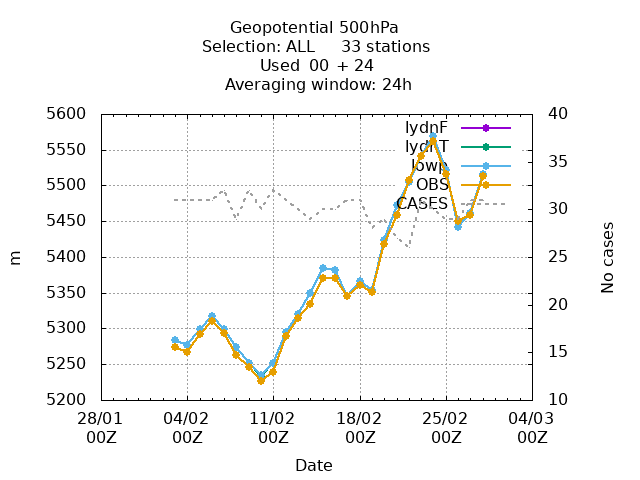 Geopotential 500hPa
Selection: ALL 33 stations
Used 00 + 24
Averaging window: 24h
5600
5550
5500
5450
5400
5350
5300
5250
5200
m
40
35
30
25
20
15
10
No cases
lydnF
OBS
CASES
28/01 04/02 11/02 18/02 25/02 04/03
00Z 00Z 00Z 00Z 00Z 00Z
Date